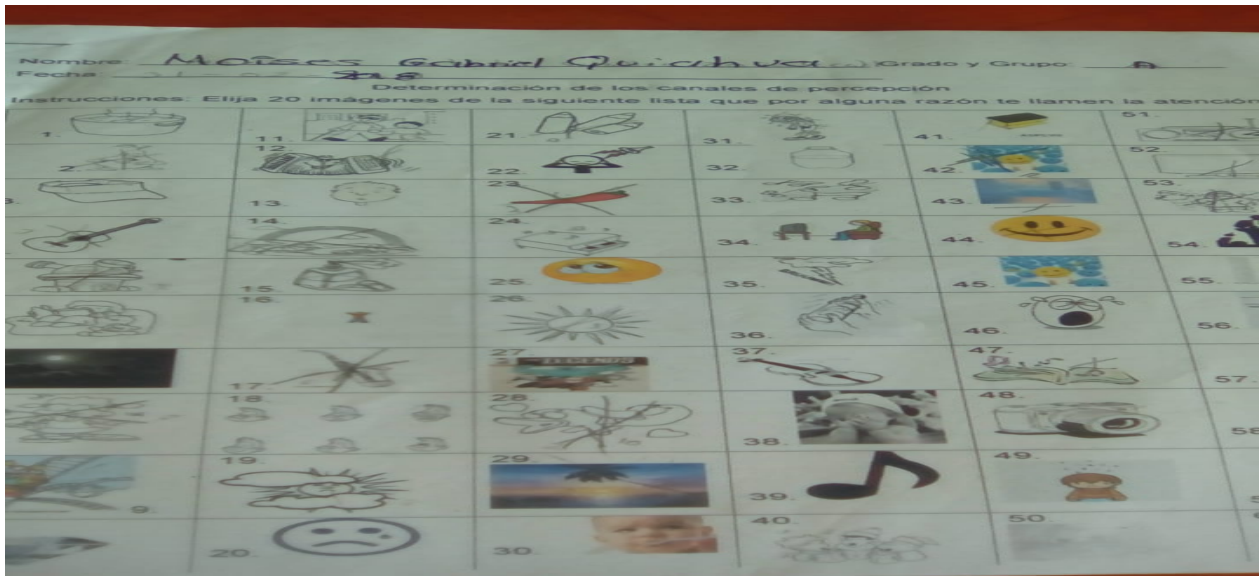 Nombre: Moises Gabriel Quiahua Grado y Grupo: A
Fecha:
Determinación de los canales de percepción
Instrucciones: Elija 20 imágenes de la siguiente lista que por alguna razón te llamen la atención
1. 11. 21. 31. 41. 51.
2. 12. 22. 32. 42. 52
3. 13. 23. 33. 43. 53.
14. 24. 34. 44. 54.
15. 25. 35. 45. 55.
16. 26. 36. 46. 56.
17. 27. 37. 47. 57.
18. 28. 38. 48. 58
9. 19. 29. 39. 49.
20. 30. 40. 50.